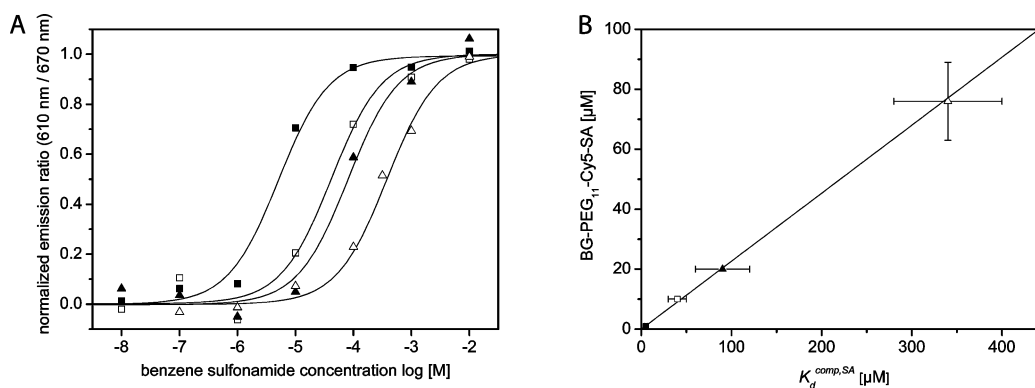 A
normalized emission ratio (610 nm / 670 nm)
1.0
0.8
0.6
0.4
0.2
0.0
-8 -7 -6 -5 -4 -3 -2
benzene sulfonamide concentration log [M]
B
BG-PEG11-Cy5-SA [µM]
100
80
60
40
20
0
0 100 200 300 400
Kd comp,SA [µM]